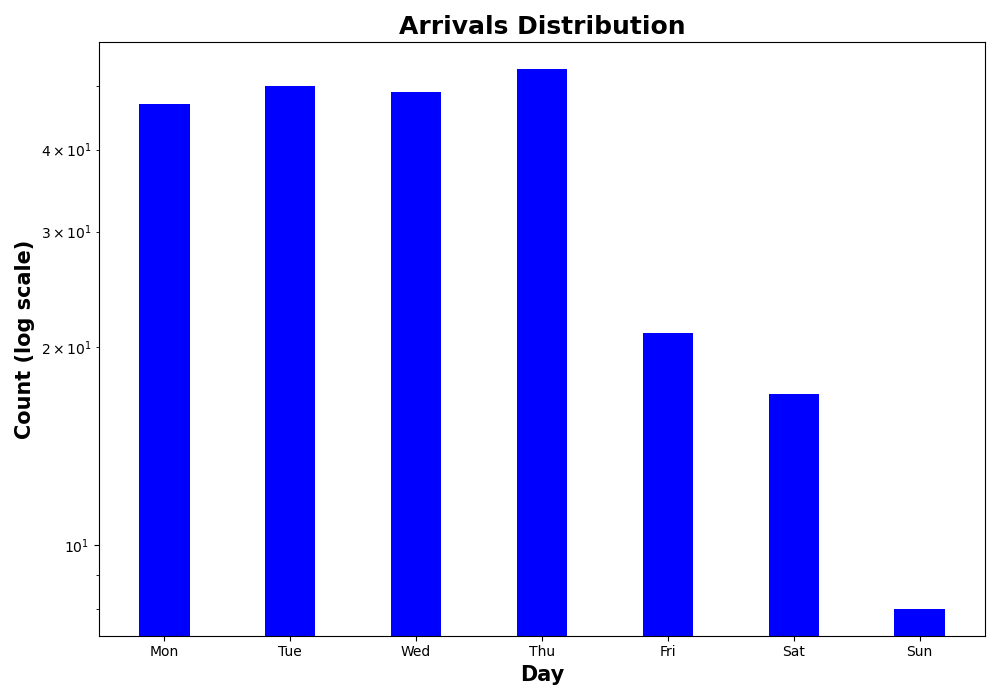 Arrivals Distribution
Count (log scale)
4 × 10¹
3 × 10¹
2 × 10¹
10¹
Mon Tue Wed Thu Fri Sat Sun
Day